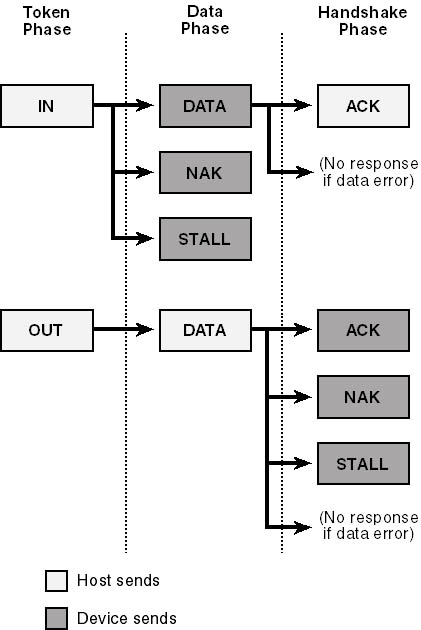 Token Phase
Data Phase
Handshake Phase
IN
DATA
ACK
NAK
(No response
if data error)
STALL
OUT
DATA
ACK
NAK
STALL
(No response
if data error)
Host sends
Device sends